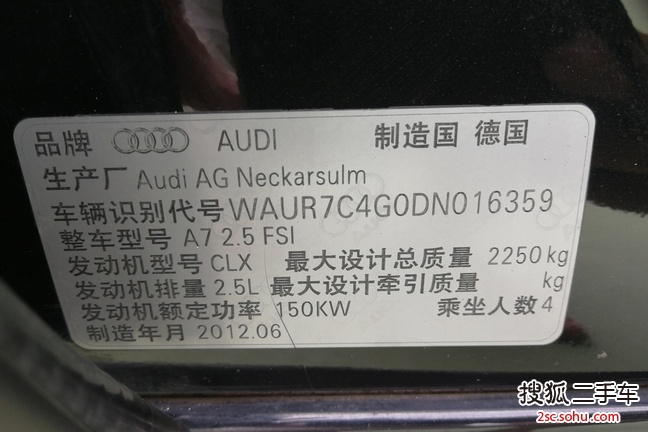 品牌 AUDI 制造国 德国
生产厂 Audi AG Neckarsulm
车辆识别代号 WAUR7C4G0DN016359
整车型号 A7 2.5 FSI
发动机型号 CLX 最大设计总质量 2250 kg
发动机排量 2.5L 最大设计牵引质量 kg
发动机额定功率 150KW 乘坐人数 4
制造年月 2012.06
搜狐二手车
2sc.sohu.com